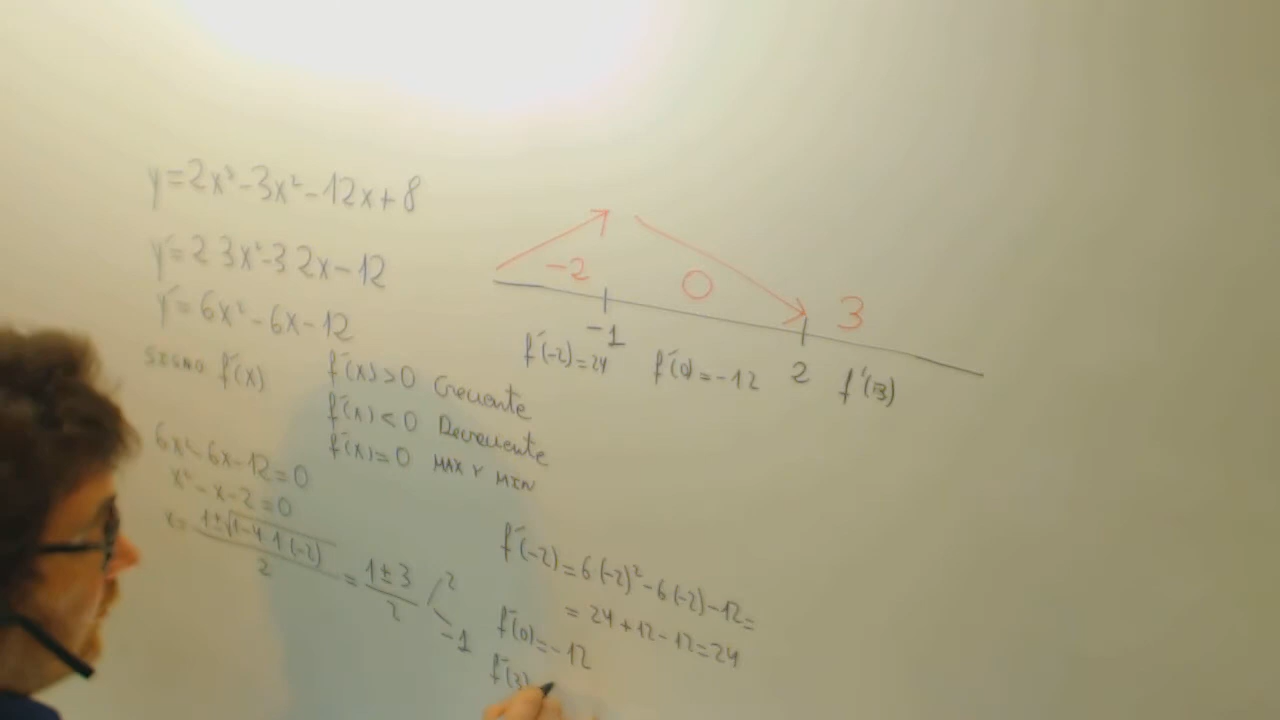 y=2x³-3x²-12x+8
y'=2 3x²-3 2x-12
y'=6x²-6x-12
SIGNO f'(x)
f'(x)>0 Creciente
f'(x)<0 Decreciente
f'(x)=0 MAX Y MIN
6x²-6x-12=0
x²-x-2=0
x=(1±√(1-4·1(-2)))/2 = (1±3)/2
2
-1
-2 0 3
-1 2
f'(-2)=24 f'(0)=-12 f'(3)
f'(-2)=6(-2)²-6(-2)-12=
=24+12-12=24
f'(0)=-12
f'(3)